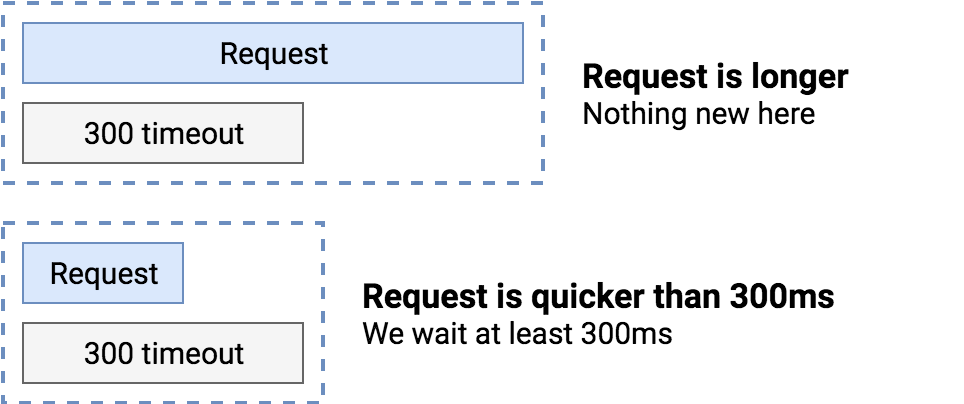 Request
300 timeout
Request is longer
Nothing new here
Request
300 timeout
Request is quicker than 300ms
We wait at least 300ms